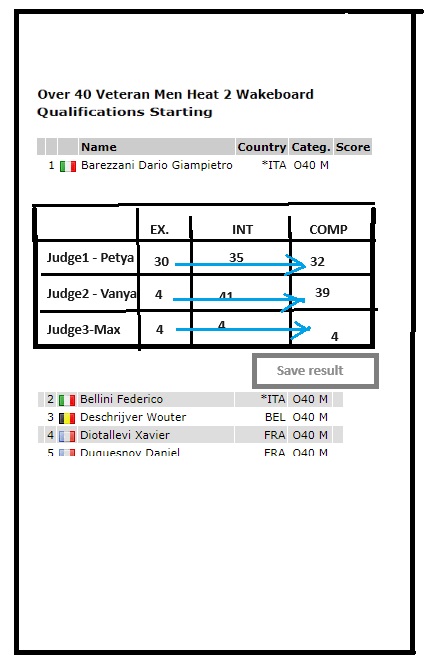 Over 40 Veteran Men Heat 2 Wakeboard
Qualifications Starting
Name Country Categ. Score
1 Barezzani Dario Giampietro *ITA O40 M
EX. INT COMP
Judge1 - Petya 30 35 32
Judge2 - Vanya 4 41 39
Judge3-Max 4 4 4
Save result
2 Bellini Federico *ITA O40 M
3 Deschrijver Wouter BEL O40 M
4 Diotallevi Xavier FRA O40 M
5 Duquesnoy Daniel FRA O40 M